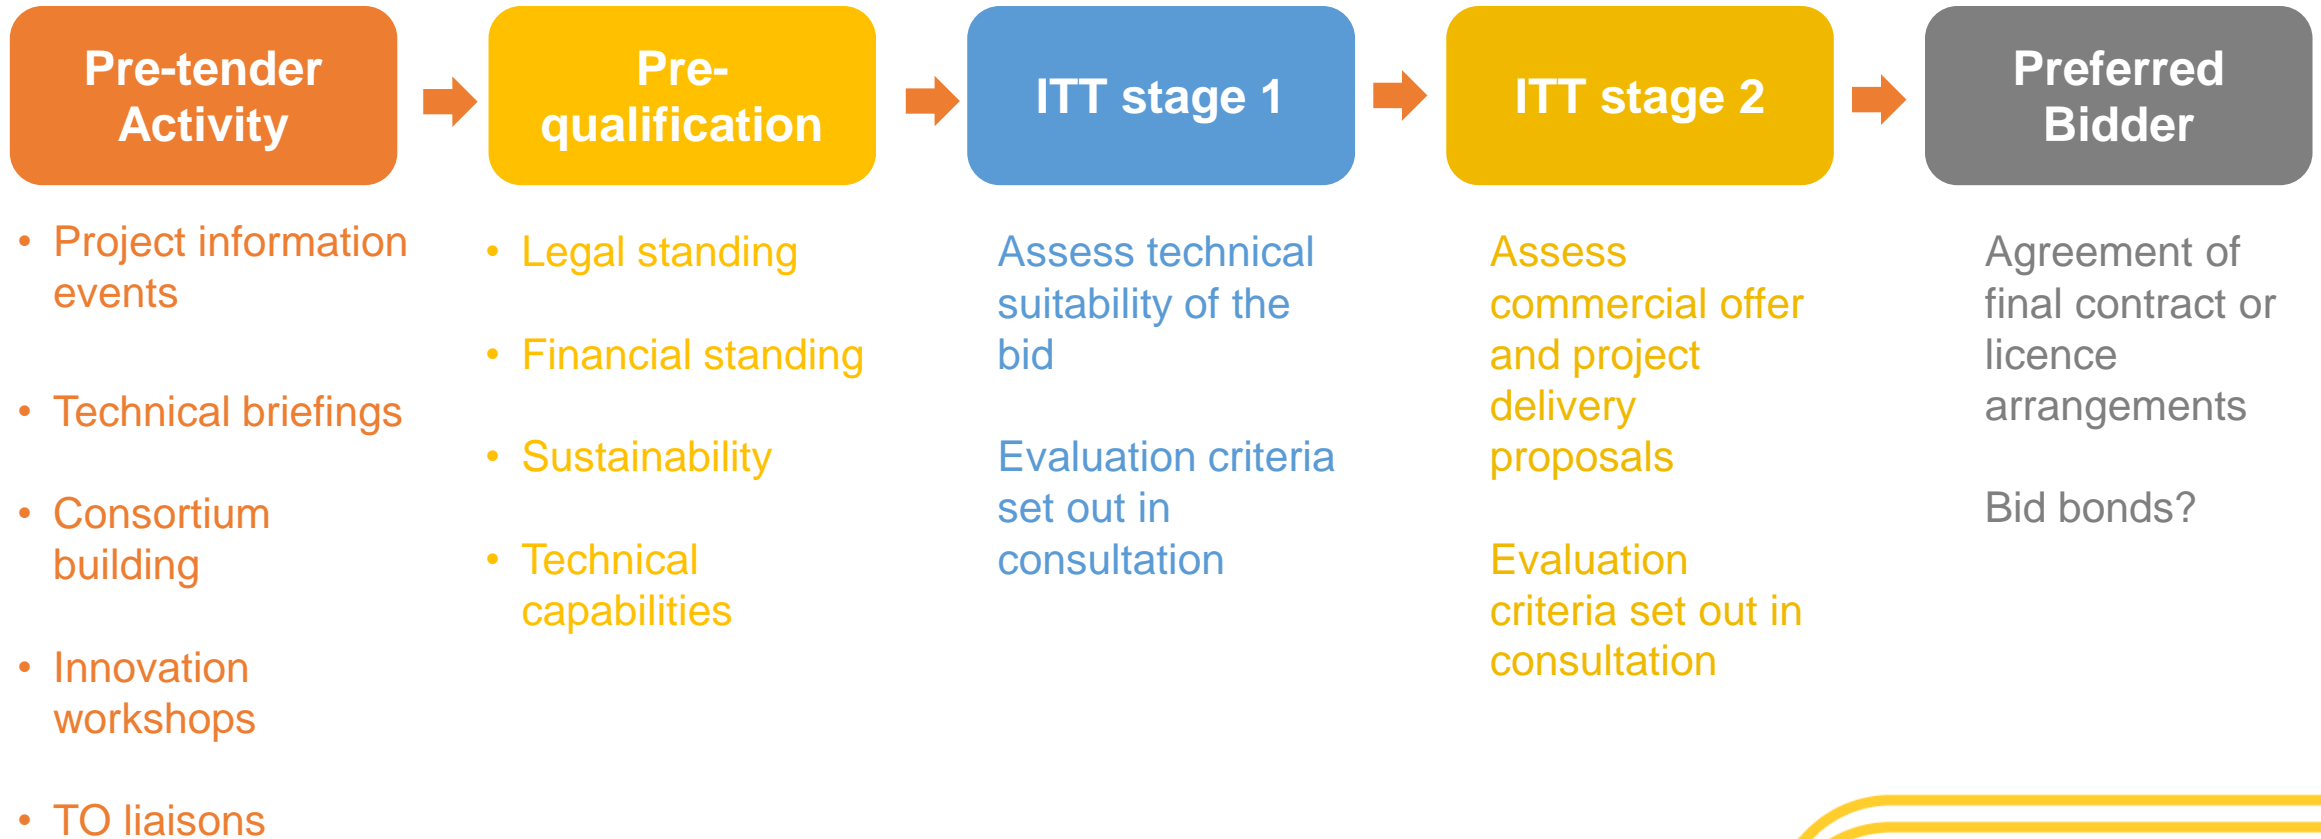 Pre-tender
Activity
Pre-
qualification
ITT stage 1
ITT stage 2
Preferred
Bidder
• Project information
events
• Technical briefings
• Consortium
building
• Innovation
workshops
• TO liaisons
• Legal standing
• Financial standing
• Sustainability
• Technical
capabilities
Assess technical
suitability of the
bid
Evaluation criteria
set out in
consultation
Assess
commercial offer
and project
delivery
proposals
Evaluation
criteria set out in
consultation
Agreement of
final contract or
licence
arrangements
Bid bonds?